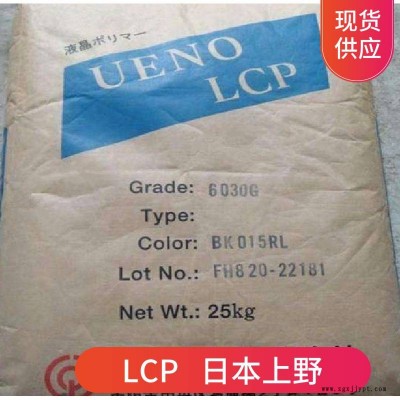 现货
供应
液晶ポリマー
UENO
LCP
Grade: 6030G
Type:
Color: BK015RL
Lot No.: FH820-22181
Net Wt.: 25kg
LCP 日本上野